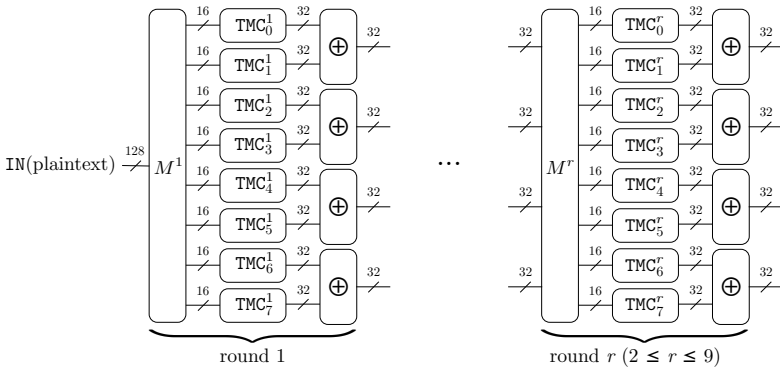 16 32 32 16 32 32
TMC_0^1 TMC_0^r
⊕ ⊕
16 32 16 32
TMC_1^1 TMC_1^r
16 32 32 32 16 32 32
TMC_2^1 TMC_2^r
⊕ ⊕
16 32 16 32
TMC_3^1 TMC_3^r
IN(plaintext) 128 M^1 ... M^r
16 32 32 32 16 32 32
TMC_4^1 TMC_4^r
⊕ ⊕
16 32 16 32
TMC_5^1 TMC_5^r
16 32 32 32 16 32 32
TMC_6^1 TMC_6^r
⊕ ⊕
16 32 16 32
TMC_7^1 TMC_7^r
round 1 round r (2 ≤ r ≤ 9)